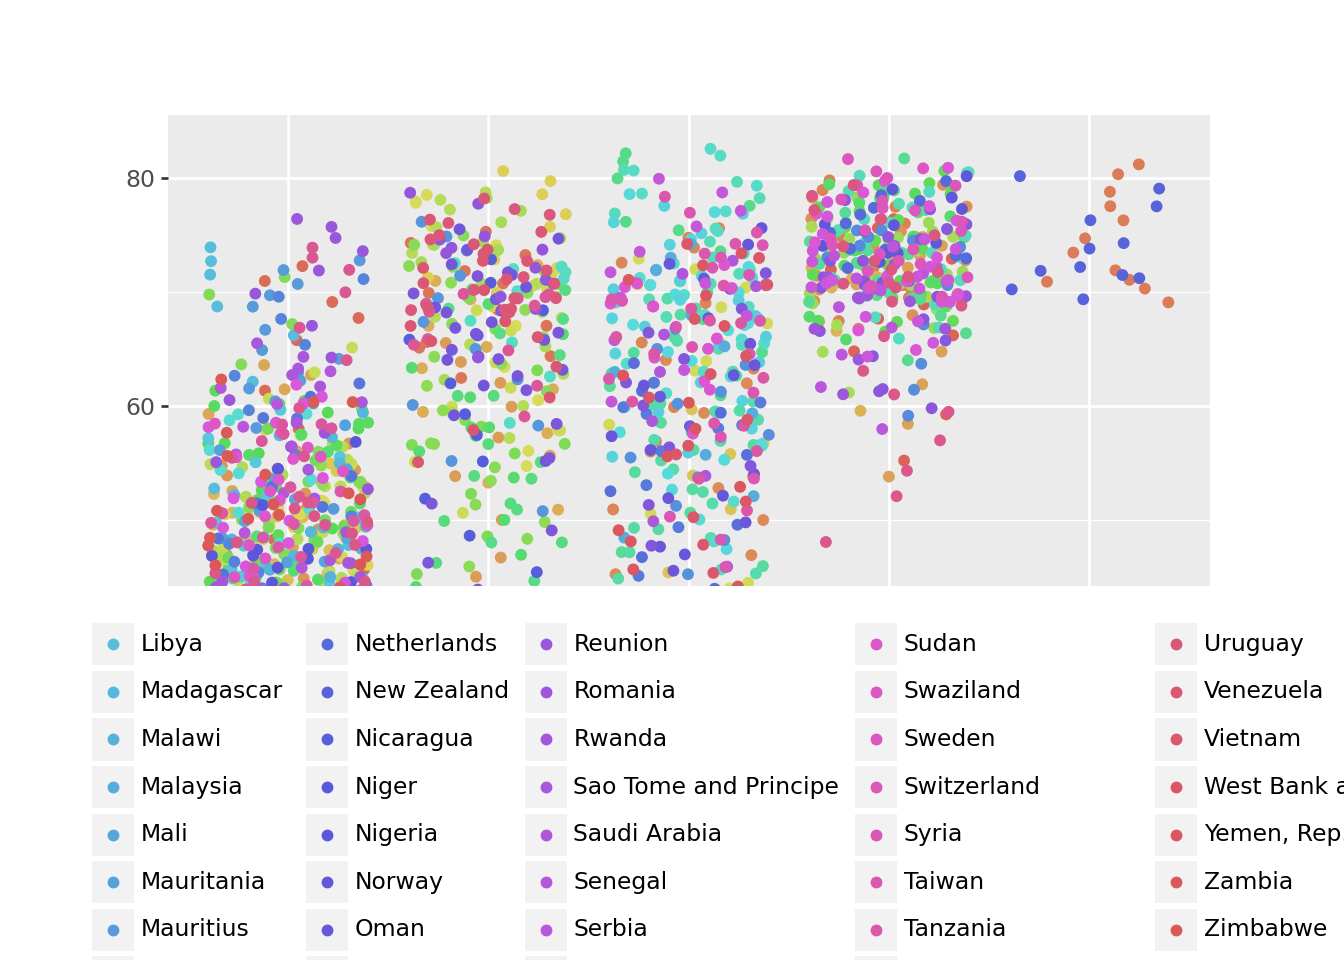 80
60
Libya
Netherlands
Reunion
Sudan
Uruguay
Madagascar
New Zealand
Romania
Swaziland
Venezuela
Malawi
Nicaragua
Rwanda
Sweden
Vietnam
Malaysia
Niger
Sao Tome and Principe
Switzerland
West Bank a
Mali
Nigeria
Saudi Arabia
Syria
Yemen, Rep.
Mauritania
Norway
Senegal
Taiwan
Zambia
Mauritius
Oman
Serbia
Tanzania
Zimbabwe